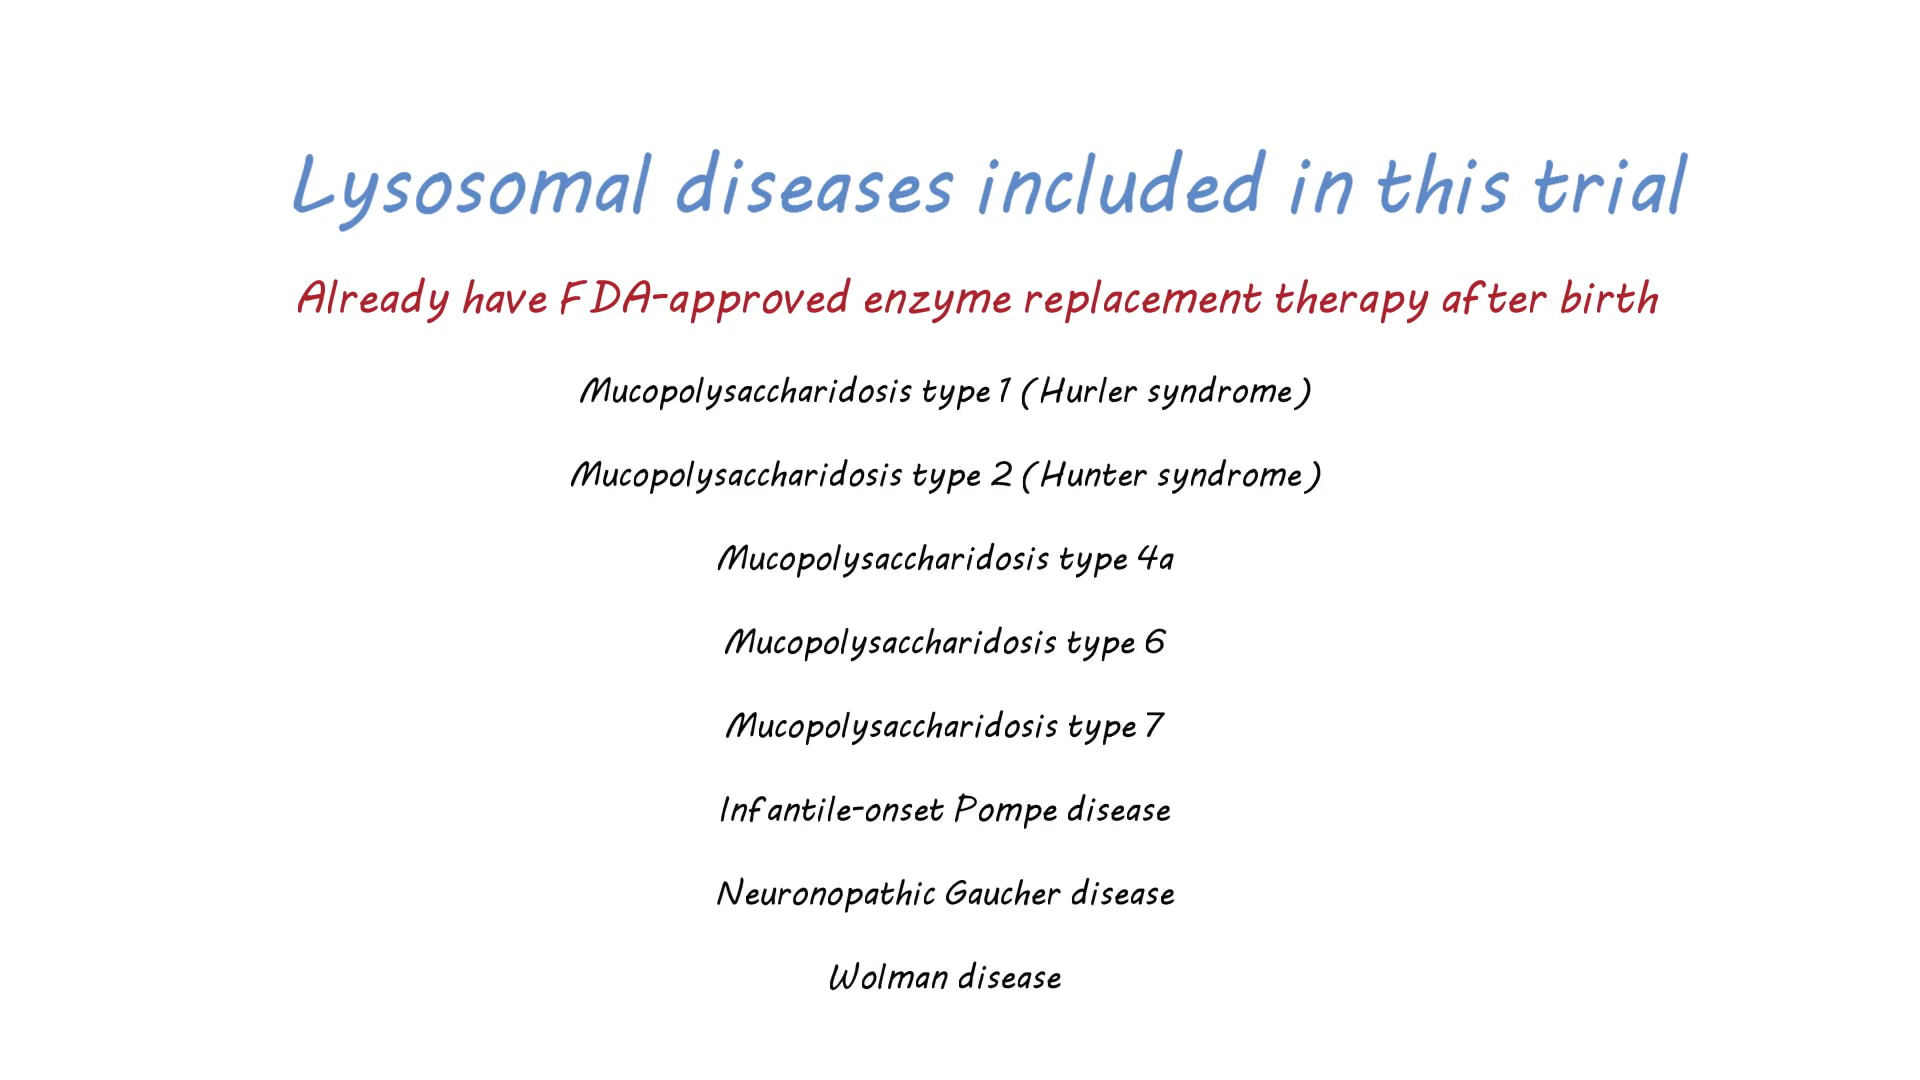 Lysosomal diseases included in this trial
Already have FDA-approved enzyme replacement therapy after birth
Mucopolysaccharidosis type 1 (Hurler syndrome)
Mucopolysaccharidosis type 2 (Hunter syndrome)
Mucopolysaccharidosis type 4a
Mucopolysaccharidosis type 6
Mucopolysaccharidosis type 7
Infantile-onset Pompe disease
Neuronopathic Gaucher disease
Wolman disease